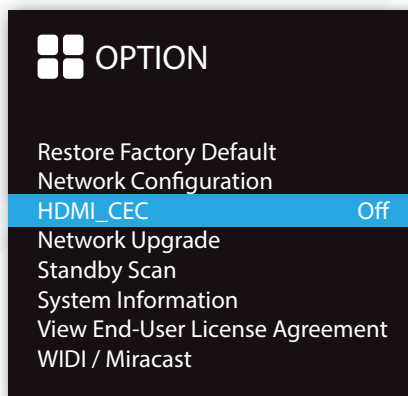 OPTION
Restore Factory Default
Network Configuration
HDMI_CEC Off
Network Upgrade
Standby Scan
System Information
View End-User License Agreement
WIDI / Miracast